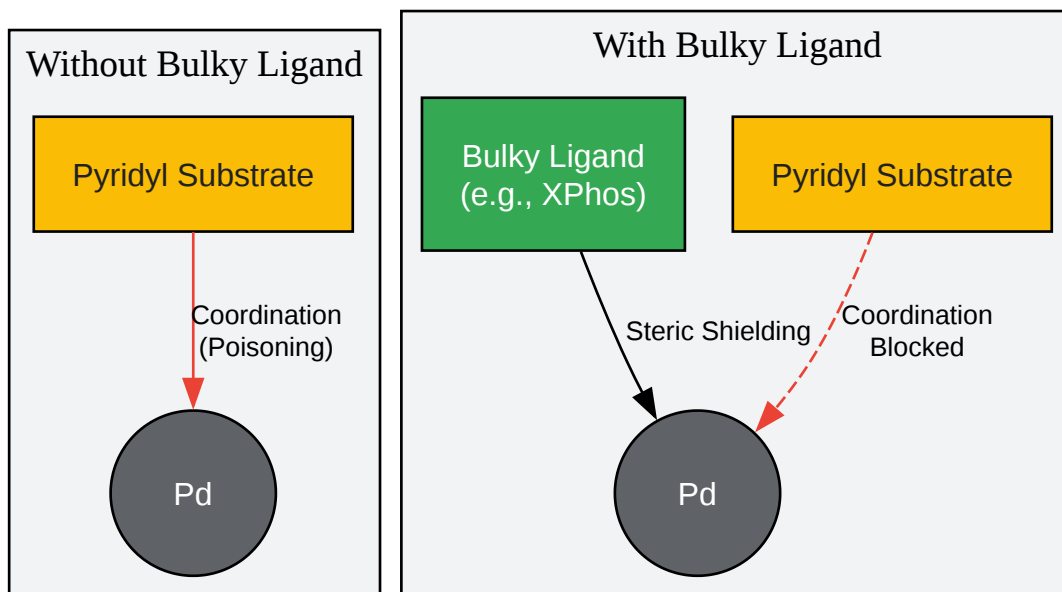 Without Bulky Ligand
Pyridyl Substrate
Coordination
(Poisoning)
Pd
With Bulky Ligand
Bulky Ligand
(e.g., XPhos)
Pyridyl Substrate
Steric Shielding
Coordination
Blocked
Pd